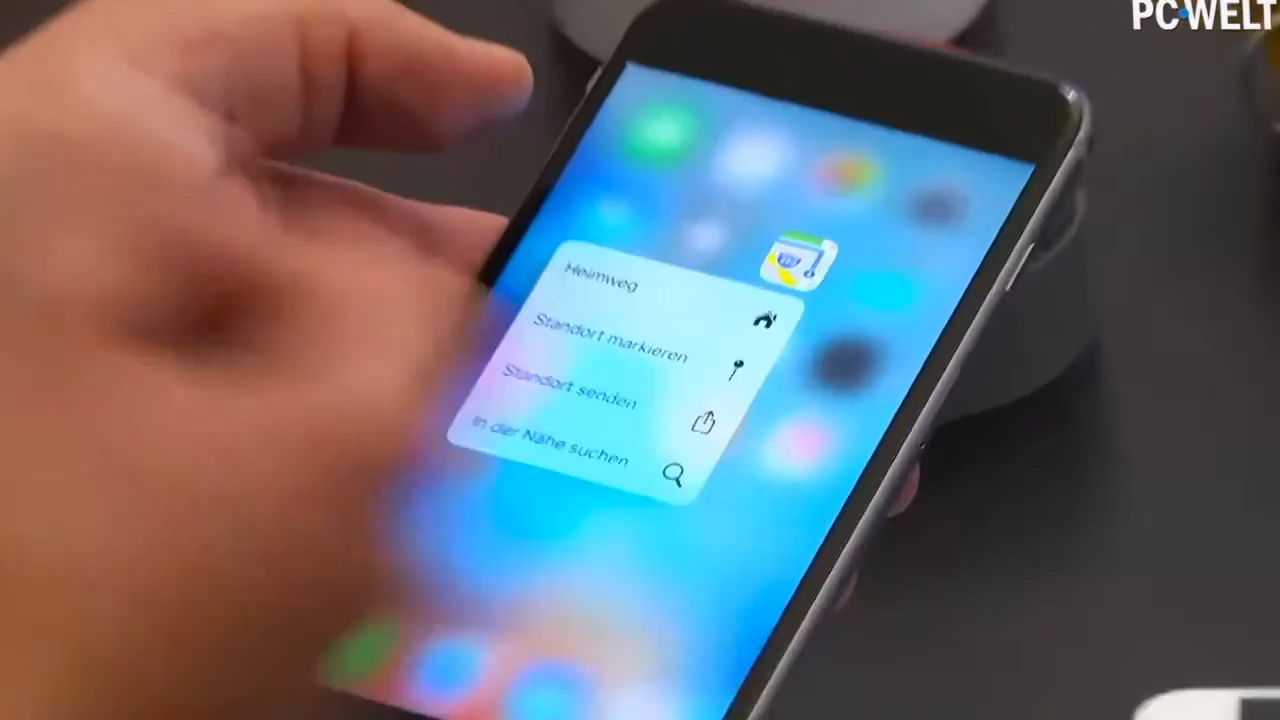 PC WELT
Heimweg
Standort markieren
Standort senden
In der Nähe suchen